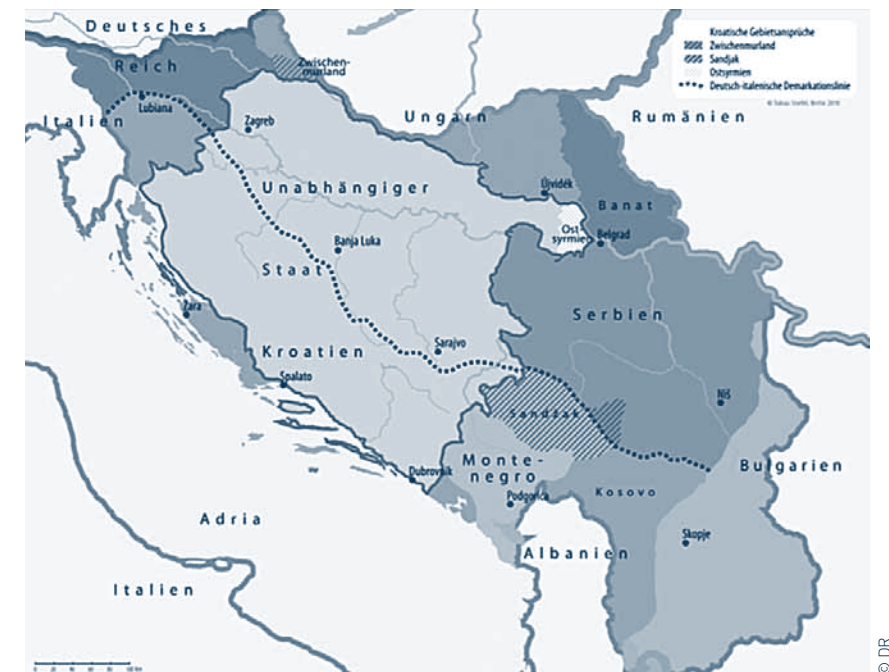 Deutsches
Reich
Zwischen-
murland
Kroatische Gebietsansprüche
Zwischenmurland
Sandjak
Ostsyrmien
Deutsch-italienische Demarkationslinie
Italien
Lubiana
Zagreb
Ungarn
Rumänien
Unabhängiger
Újvidék
Banat
Ost-
syrmien
Belgrad
Banja Luka
Staat
Zara
Serbien
Kroatien
Sarajvo
Spalato
Niš
Sandžak
Monte-
negro
Bulgarien
Dubrovnik
Kosovo
Podgorica
Adria
Skopje
Albanien
Italien
© DR